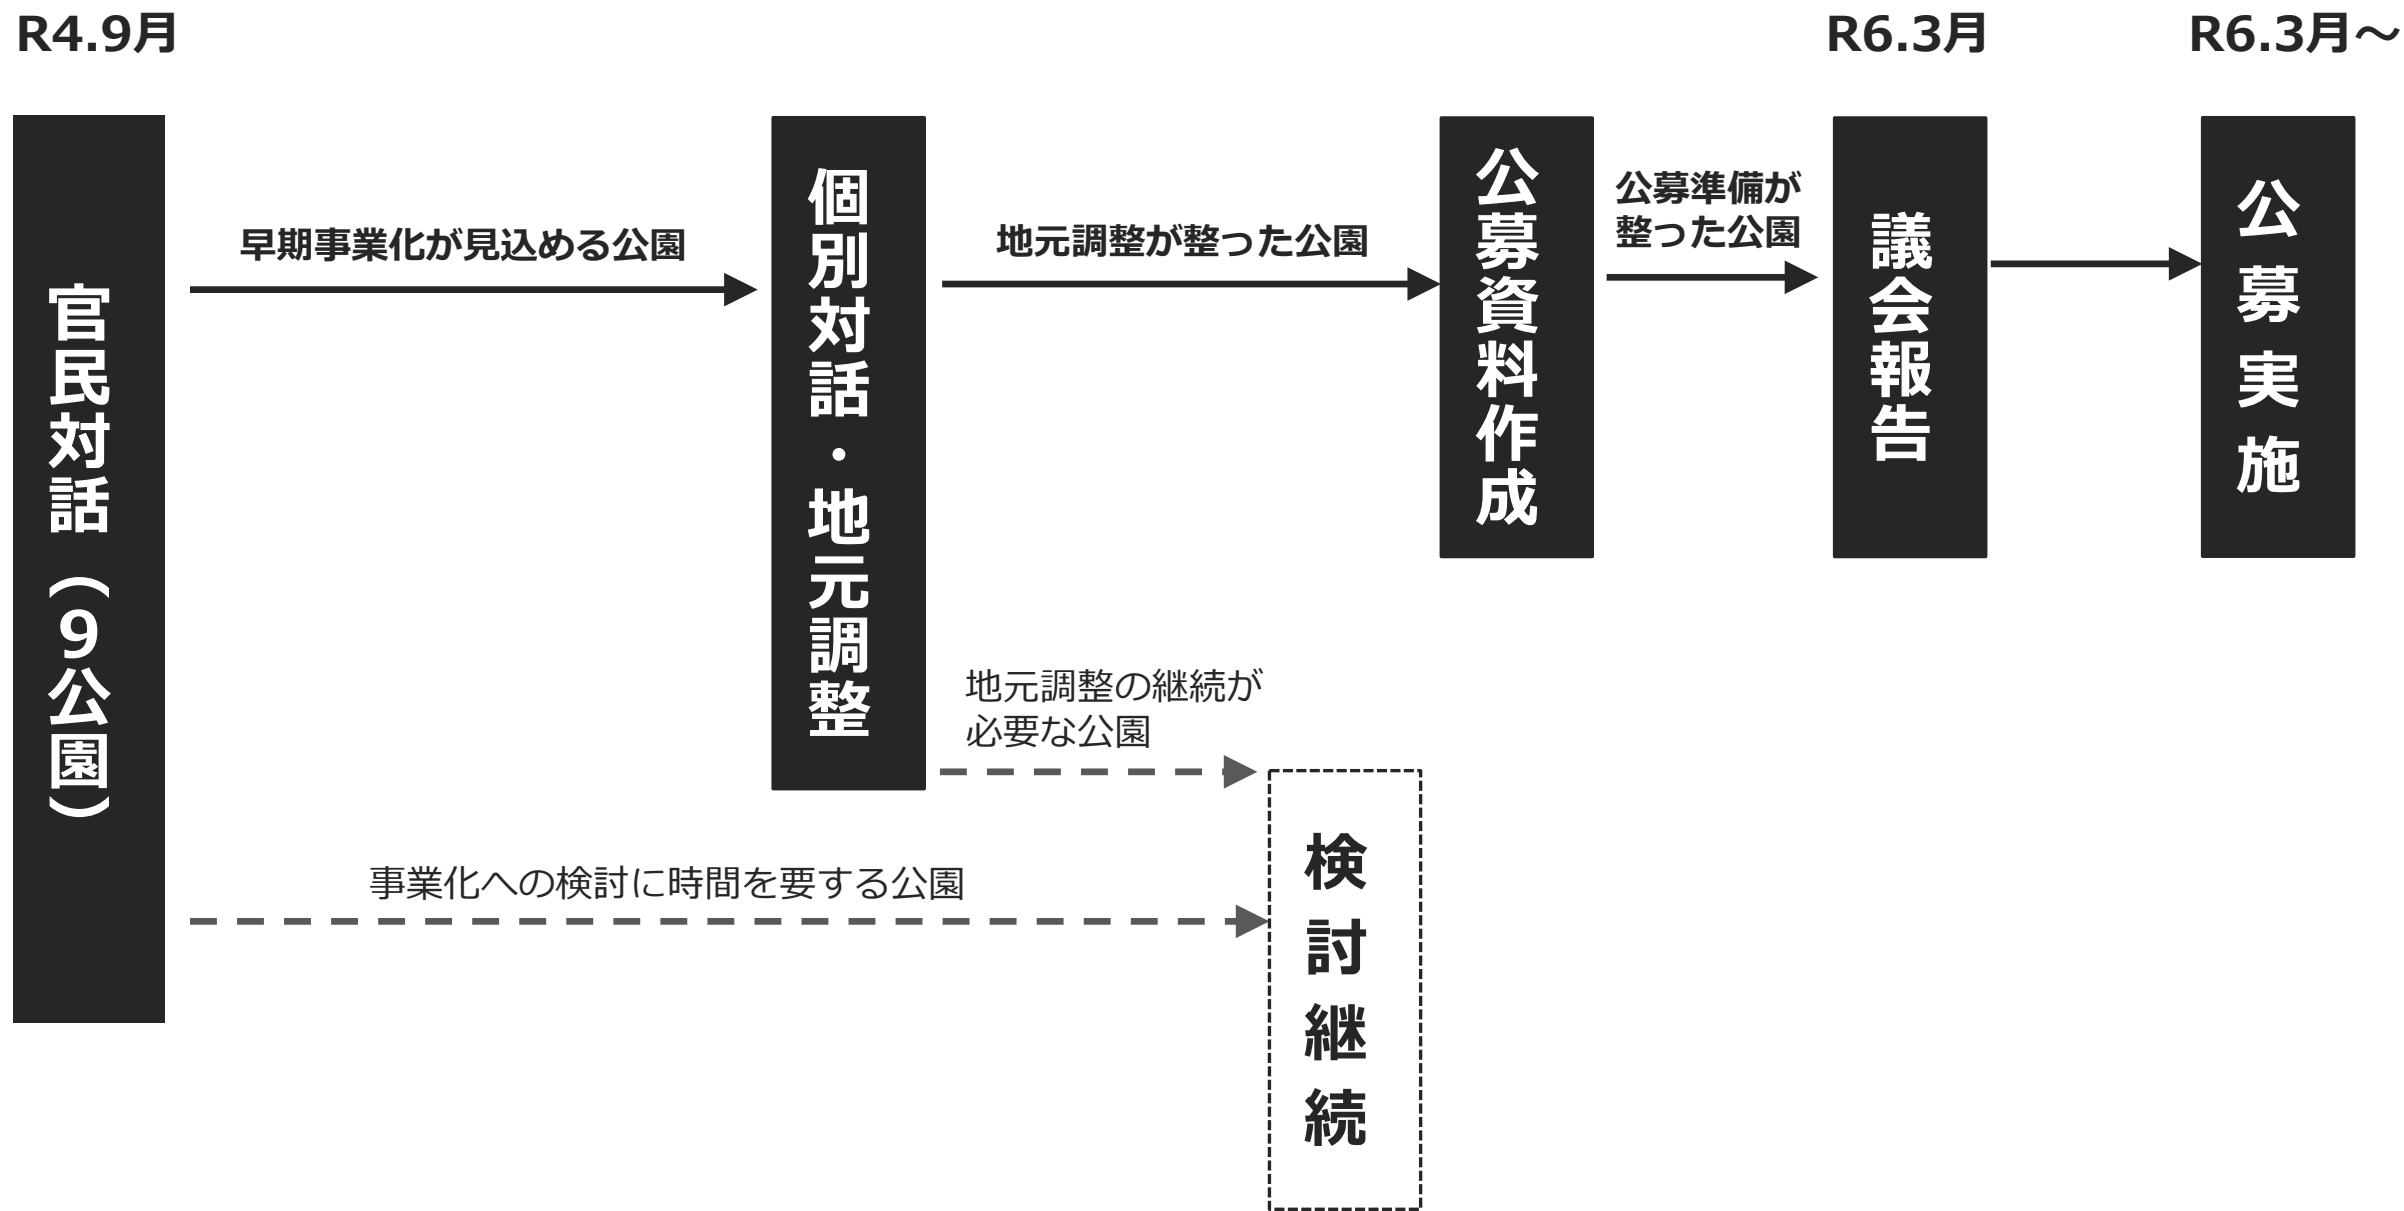 R4.9月
R6.3月
R6.3月～
官民対話（９公園）
早期事業化が見込める公園
個別対話・地元調整
地元調整が整った公園
公募資料作成
公募準備が
整った公園
議会報告
公募実施
地元調整の継続が
必要な公園
事業化への検討に時間を要する公園
検討継続